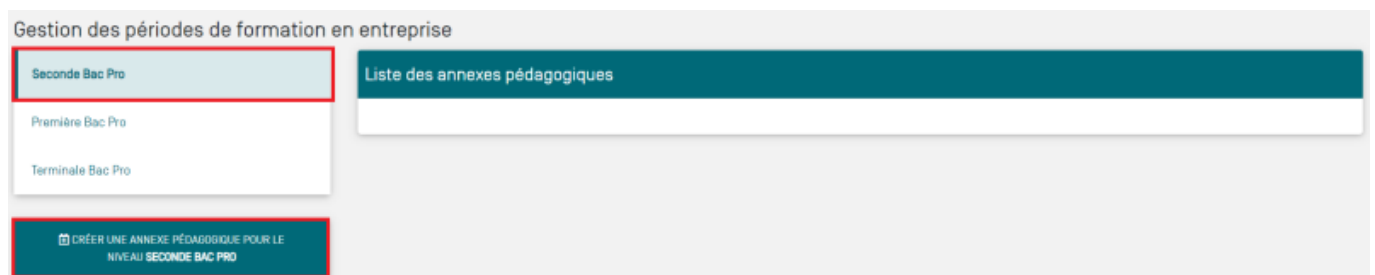 Gestion des périodes de formation en entreprise
Seconde Bac Pro
Première Bac Pro
Terminale Bac Pro
CRÉER UNE ANNEXE PÉDAGOGIQUE POUR LE
NIVEAU SECONDE BAC PRO
Liste des annexes pédagogiques